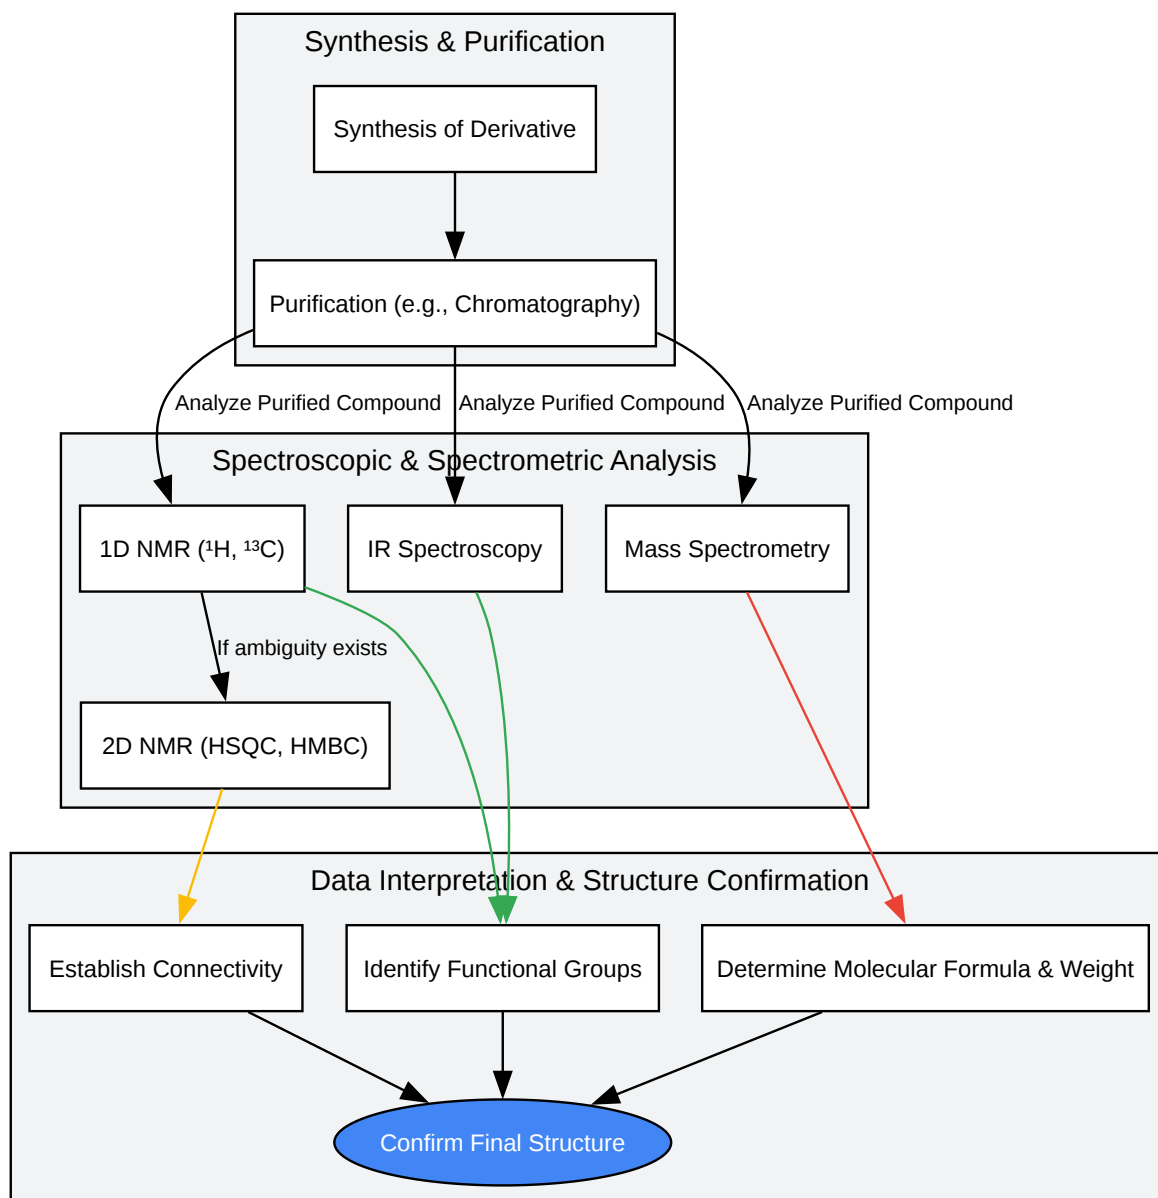 Synthesis & Purification
Synthesis of Derivative
Purification (e.g., Chromatography)
Analyze Purified Compound
Analyze Purified Compound
Analyze Purified Compound
Spectroscopic & Spectrometric Analysis
1D NMR (¹H, ¹³C)
IR Spectroscopy
Mass Spectrometry
If ambiguity exists
2D NMR (HSQC, HMBC)
Data Interpretation & Structure Confirmation
Establish Connectivity
Identify Functional Groups
Determine Molecular Formula & Weight
Confirm Final Structure